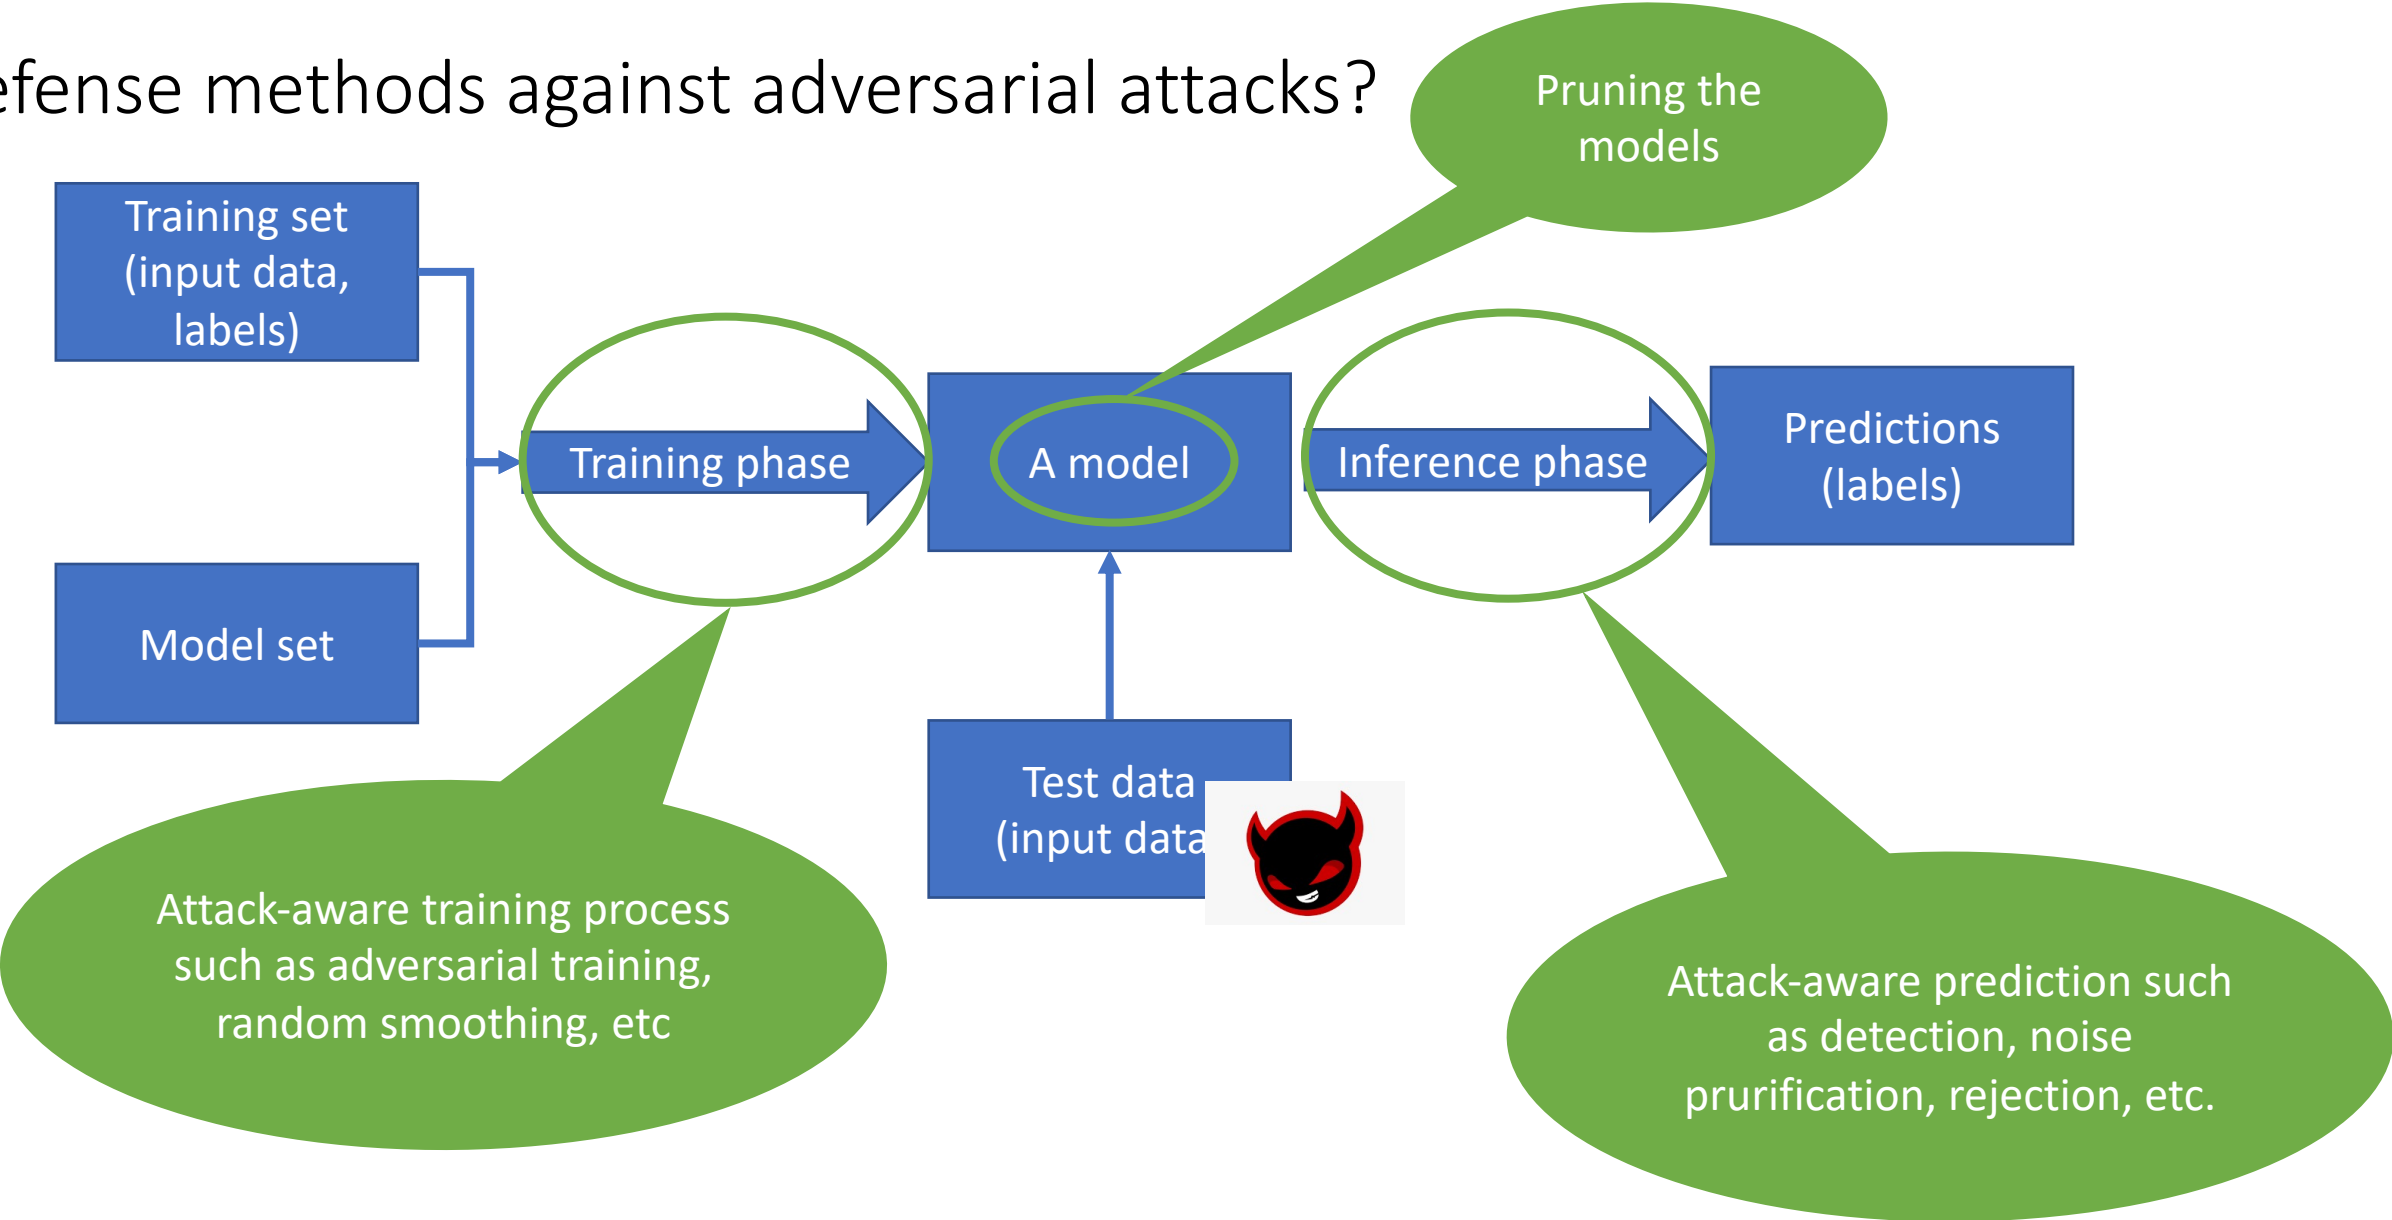 efense methods against adversarial attacks?
Pruning the
models
Training set
(input data,
labels)
Training phase
A model
Inference phase
Predictions
(labels)
Model set
Test data
(input data
Attack-aware training process
such as adversarial training,
random smoothing, etc
Attack-aware prediction such
as detection, noise
prurification, rejection, etc.